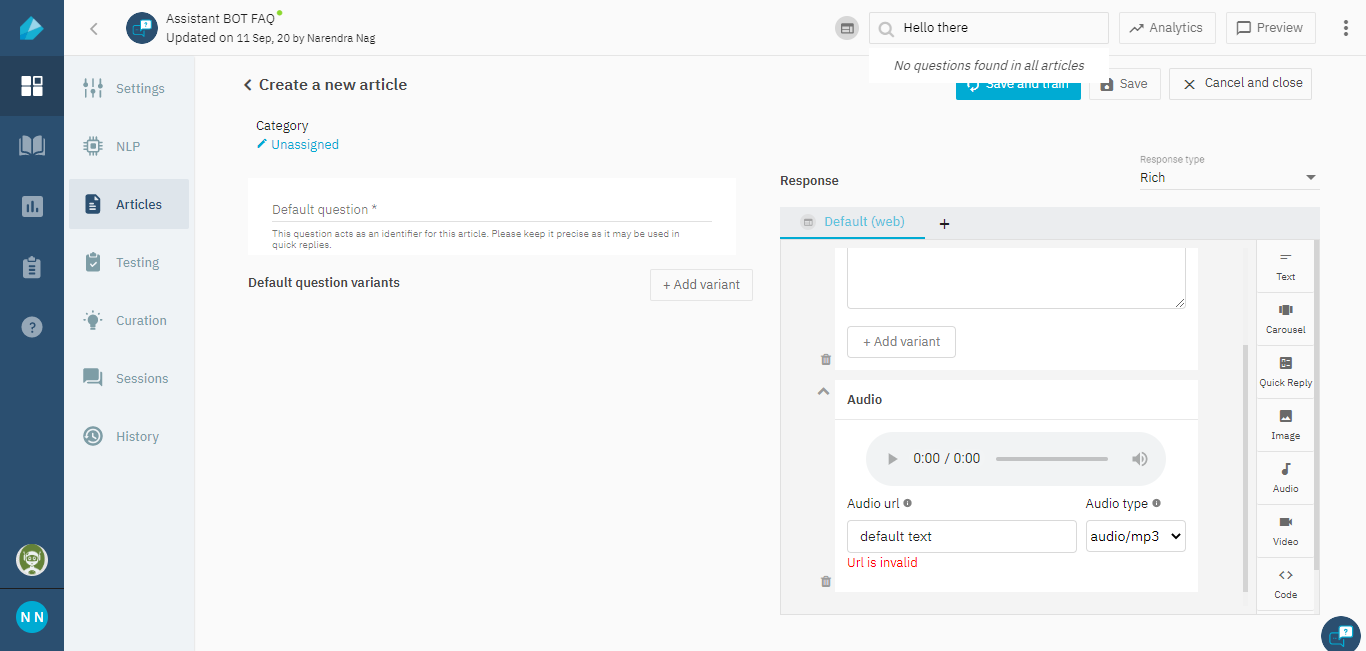 Assistant BOT FAQ
Updated on 11 Sep, 20 by Narendra Nag
Hello there
Analytics
Preview
No questions found in all articles
Settings
NLP
Articles
Testing
Curation
Sessions
History
N N
Create a new article
Save and train
Save
Cancel and close
Category
Unassigned
Default question *
This question acts as an identifier for this article. Please keep it precise as it may be used in
quick replies.
Default question variants
+ Add variant
Response
Response type
Rich
Default (web)
+
+ Add variant
Audio
0:00 / 0:00
Audio url
Audio type
default text
audio/mp3
Url is invalid
Text
Carousel
Quick Reply
Image
Audio
Video
Code